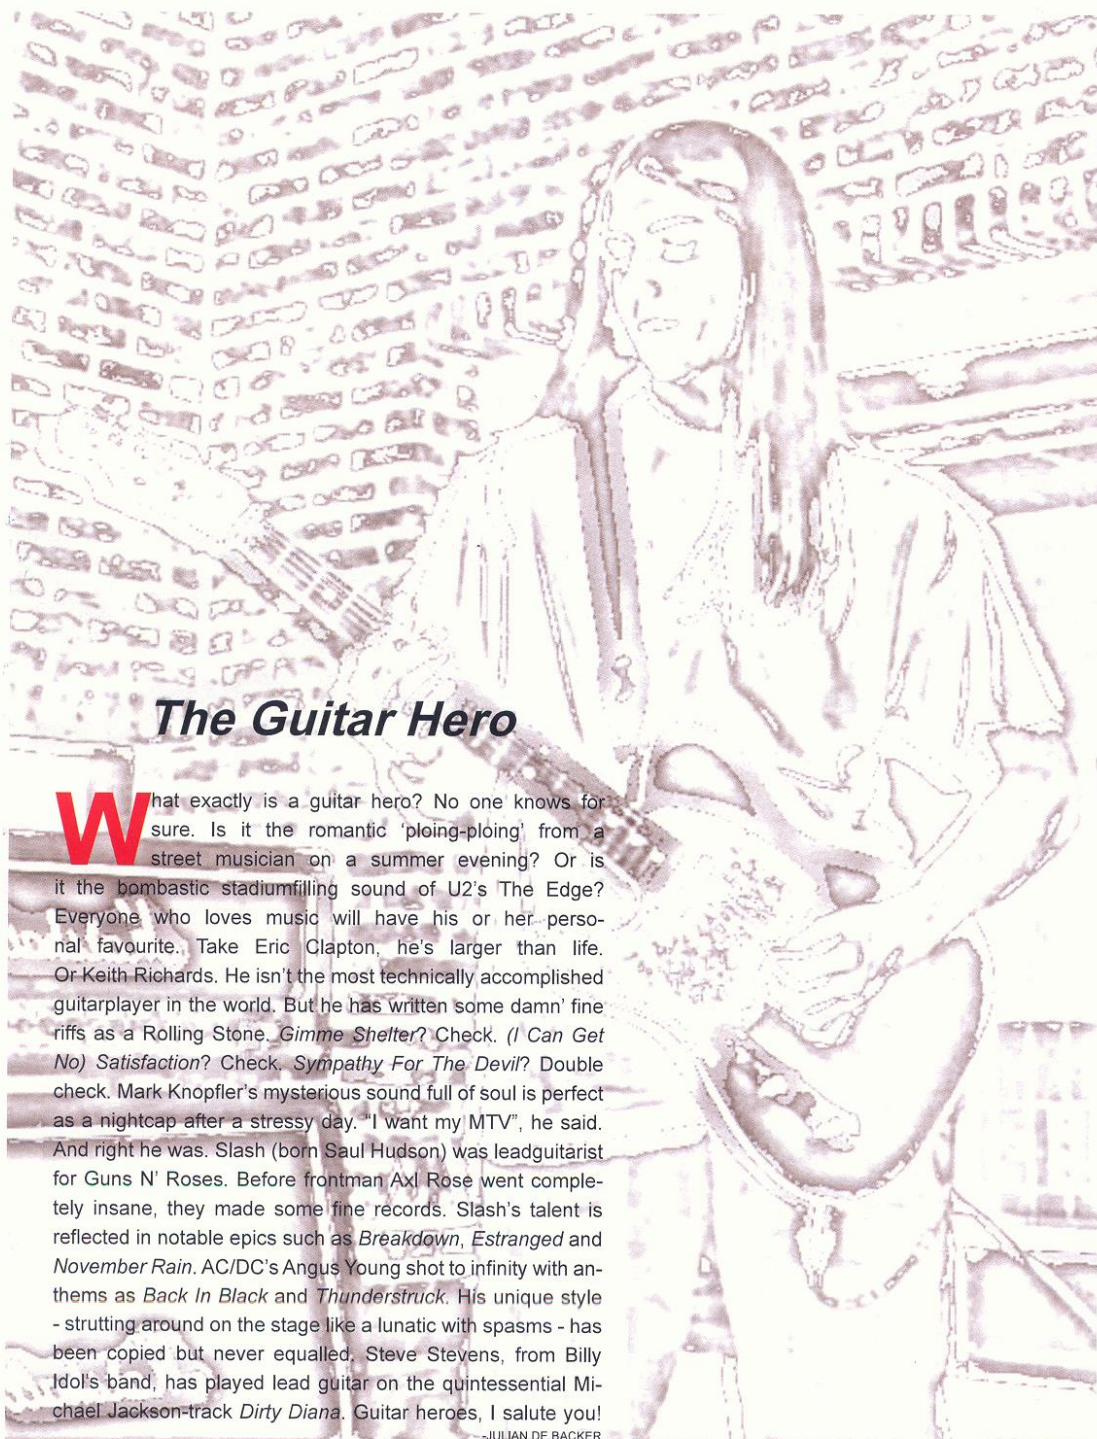 The Guitar Hero
What exactly is a guitar hero? No one knows for
sure. Is it the romantic ‘ploing-ploing’ from a
street musician on a summer evening? Or is
it the bombastic stadiumfilling sound of U2's The Edge?
Everyone who loves music will have his or her perso-
nal favourite. Take Eric Clapton, he's larger than life.
Or Keith Richards. He isn't the most technically accomplished
guitarplayer in the world. But he has written some damn' fine
riffs as a Rolling Stone. Gimme Shelter? Check. (I Can Get
No) Satisfaction? Check. Sympathy For The Devil? Double
check. Mark Knopfler's mysterious sound full of soul is perfect
as a nightcap after a stressy day. “I want my MTV”, he said.
And right he was. Slash (born Saul Hudson) was leadguitarist
for Guns N' Roses. Before frontman Axl Rose went comple-
tely insane, they made some fine records. Slash's talent is
reflected in notable epics such as Breakdown, Estranged and
November Rain. AC/DC's Angus Young shot to infinity with an-
thems as Back In Black and Thunderstruck. His unique style
- strutting around on the stage like a lunatic with spasms - has
been copied but never equalled. Steve Stevens, from Billy
Idol's band, has played lead guitar on the quintessential Mi-
chael Jackson-track Dirty Diana. Guitar heroes, I salute you!
-JULIAN DE BACKER